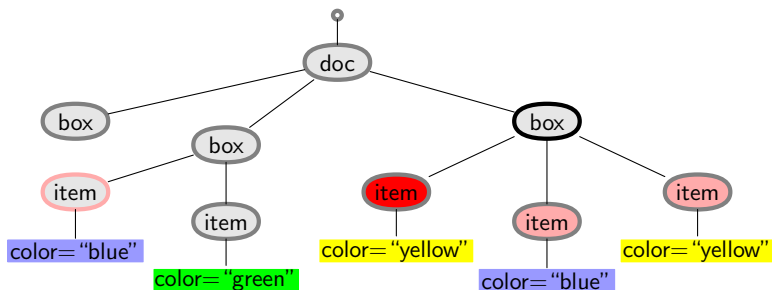 doc
box
box
box
item
item
item
item
item
color=“blue”
color=“green”
color=“yellow”
color=“blue”
color=“yellow”